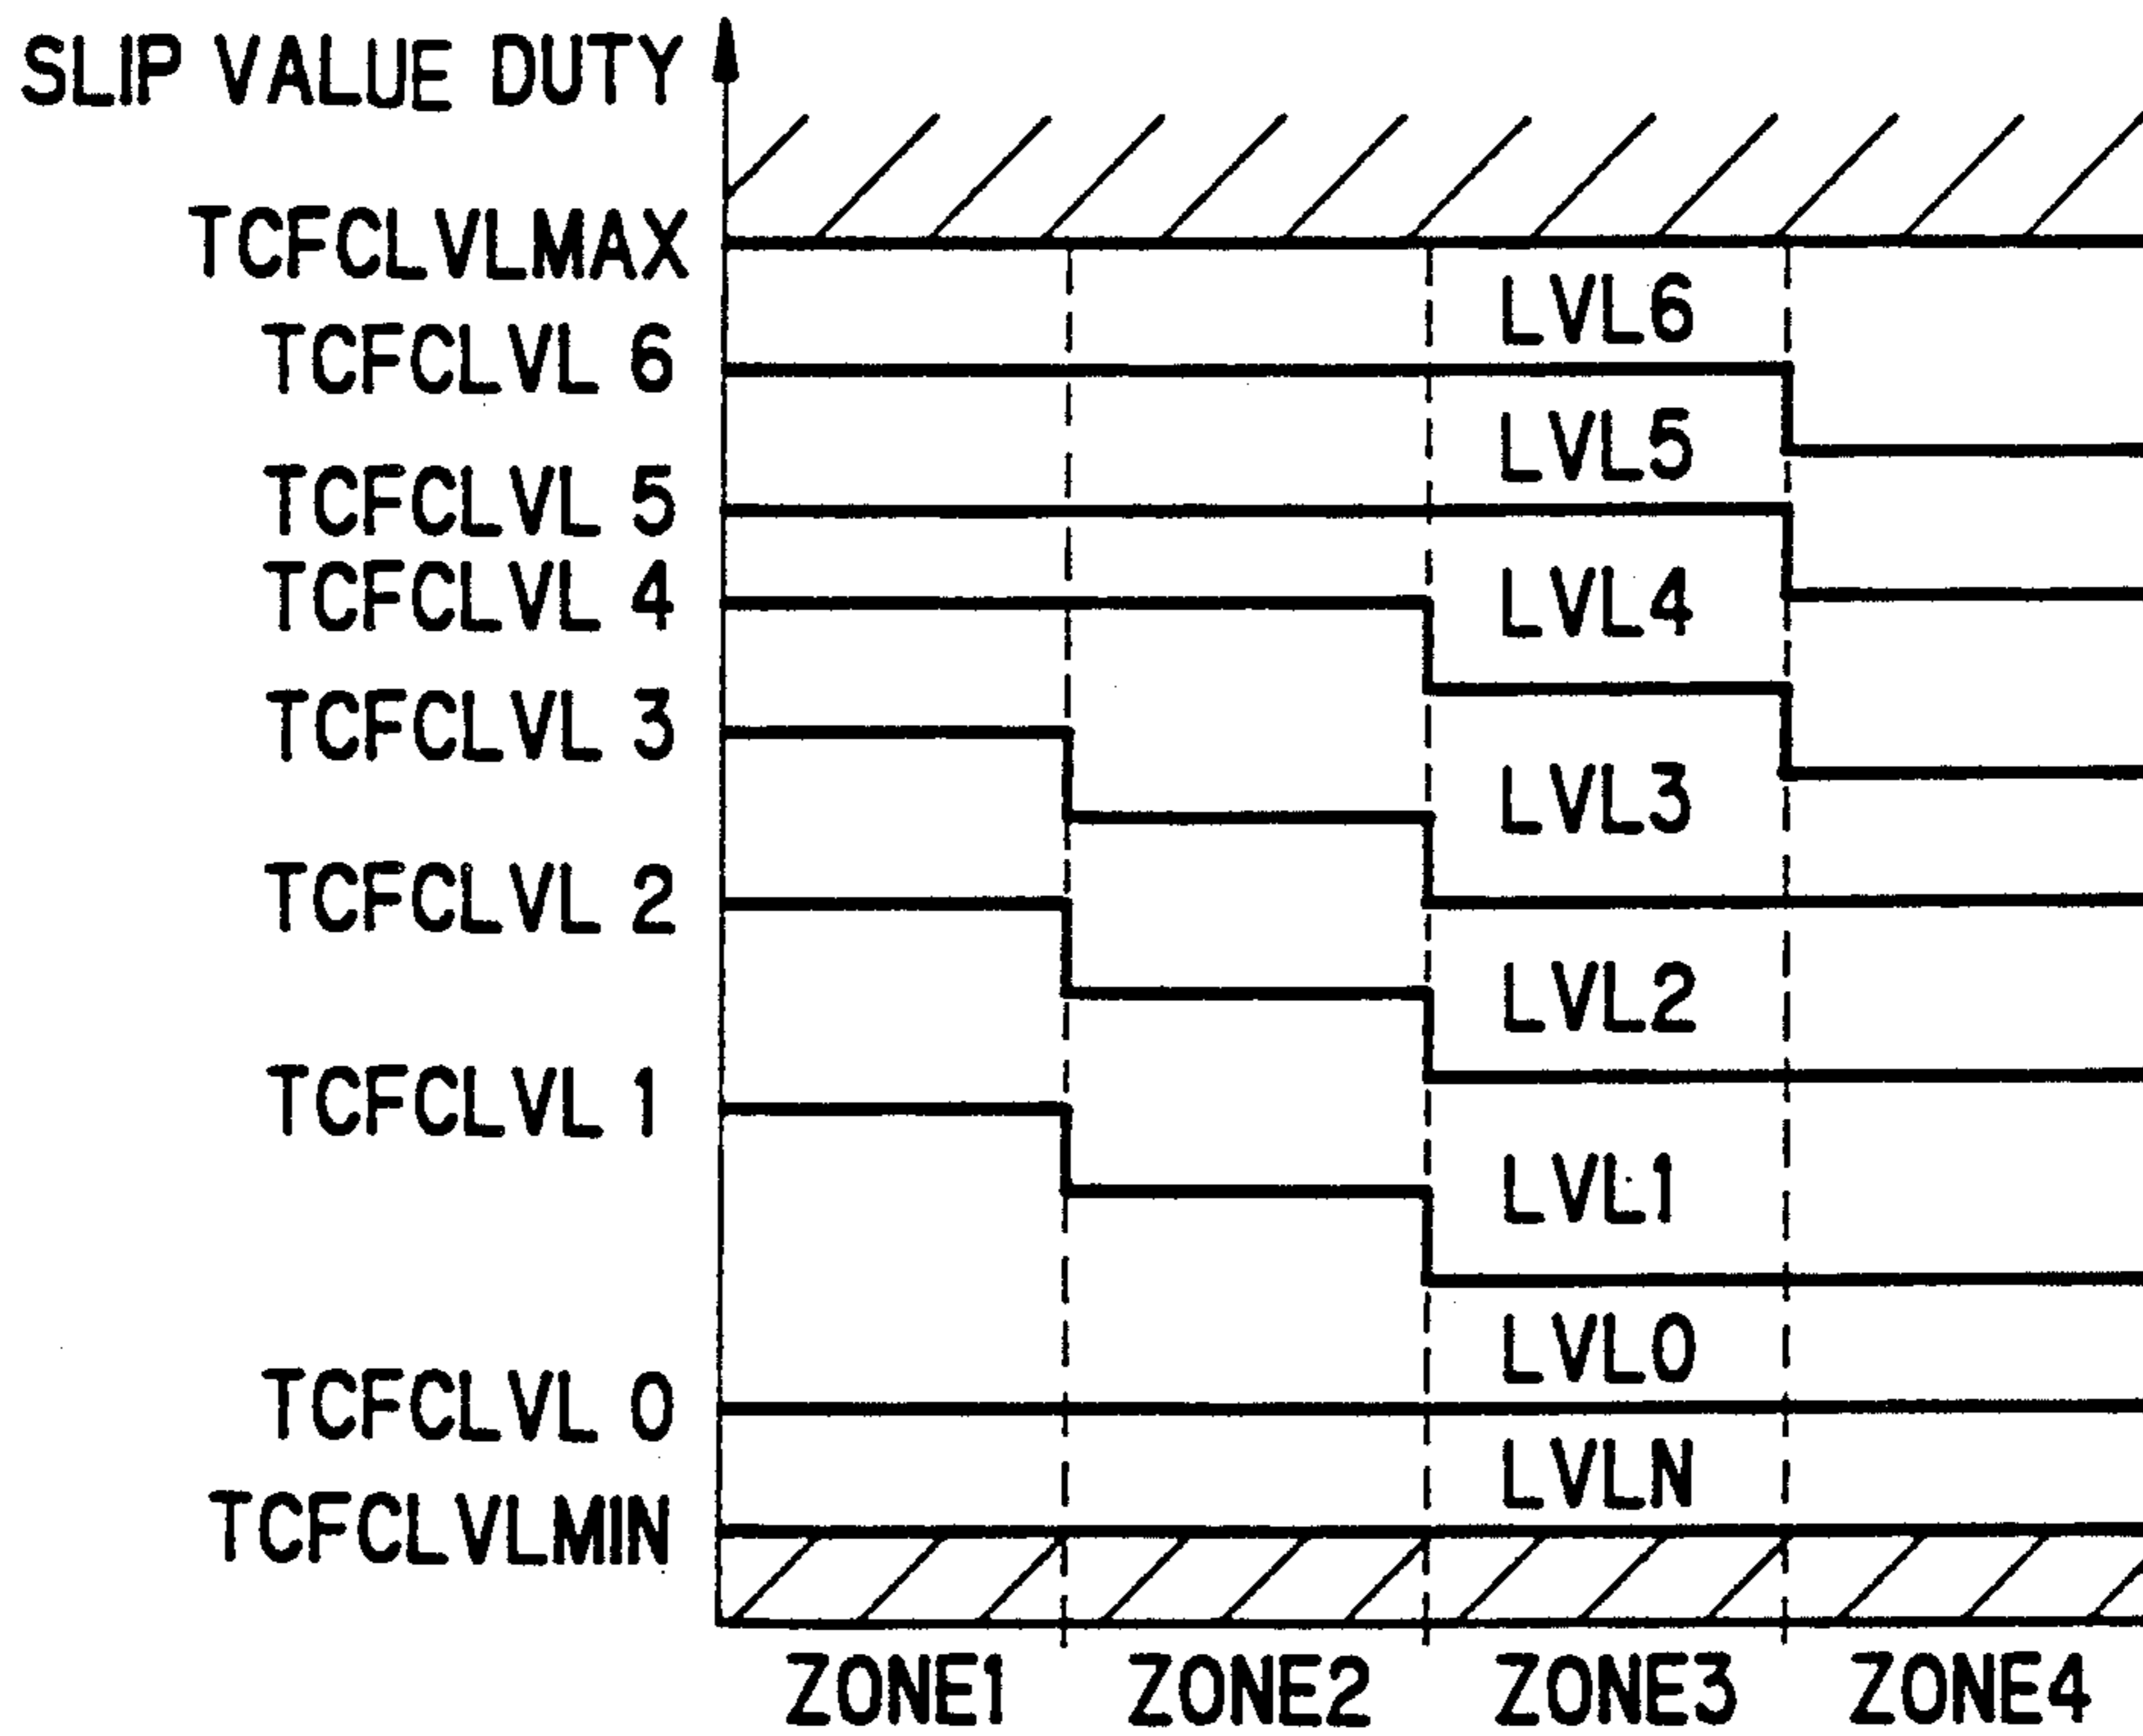 SLIP VALUE DUTY
TCFCLVLMAX
LVL6
TCFCLVL 6
LVL5
TCFCLVL 5
TCFCLVL 4
LVL4
TCFCLVL 3
LVL3
TCFCLVL 2
LVL2
TCFCLVL 1
LVL1
LVL0
TCFCLVL 0
LVLN
TCFCLVLMIN
ZONE1 ZONE2 ZONE3 ZONE4